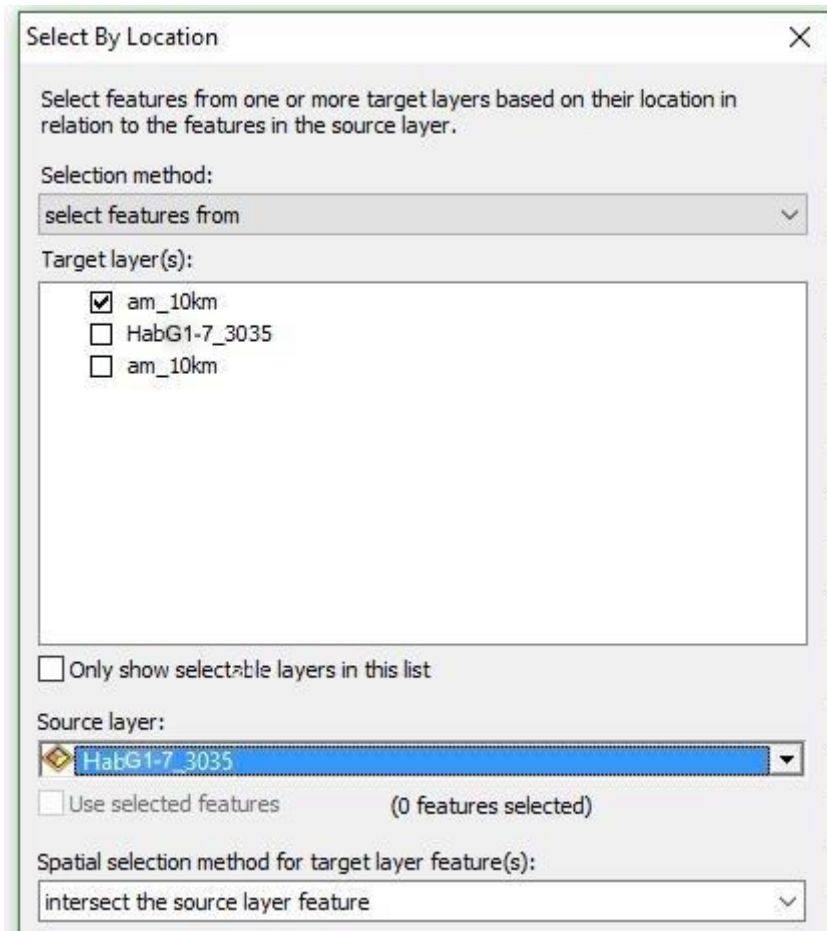 Select By Location
Select features from one or more target layers based on their location in
relation to the features in the source layer.
Selection method:
select features from
Target layer(s):
am_10km
HabG1-7_3035
am_10km
Only show selectable layers in this list
Source layer:
HabG1-7_3035
Use selected features (0 features selected)
Spatial selection method for target layer feature(s):
intersect the source layer feature